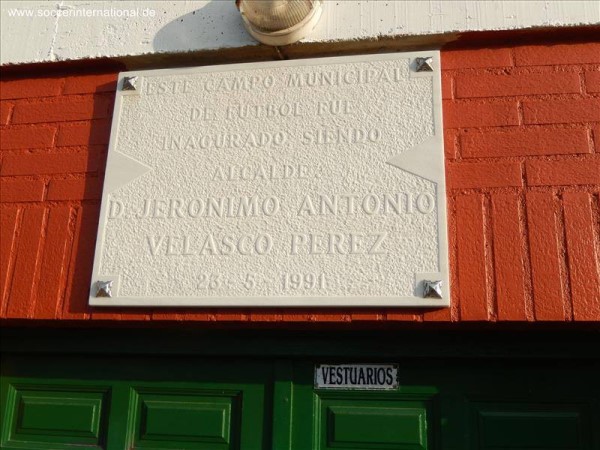 © www.soccerinternational.de
ESTE CAMPO MUNICIPAL
DE FUTBOL FUE
INAGURADO SIENDO
ALCALDE:
D. JERONIMO ANTONIO
VELASCO PEREZ
23-5-1991
VESTUARIOS